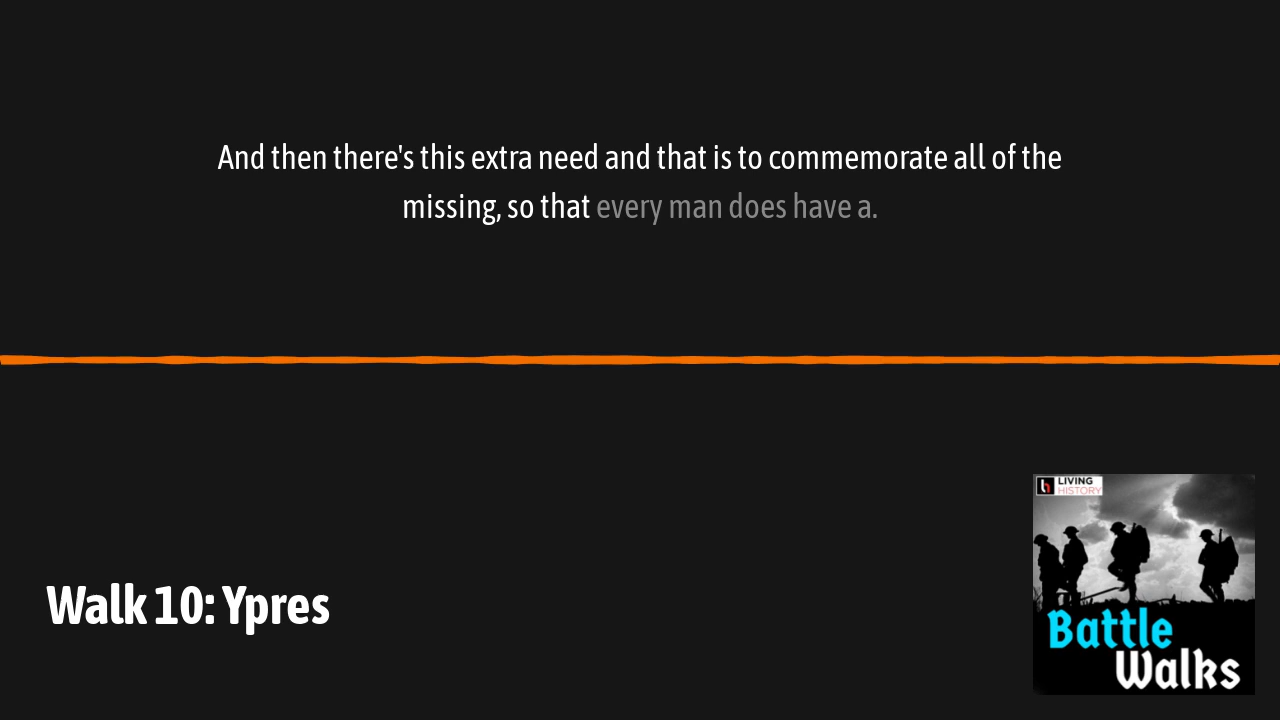 And then there's this extra need and that is to commemorate all of the
missing, so that every man does have a.
Walk 10: Ypres
LIVING
HISTORY
Battle
Walks